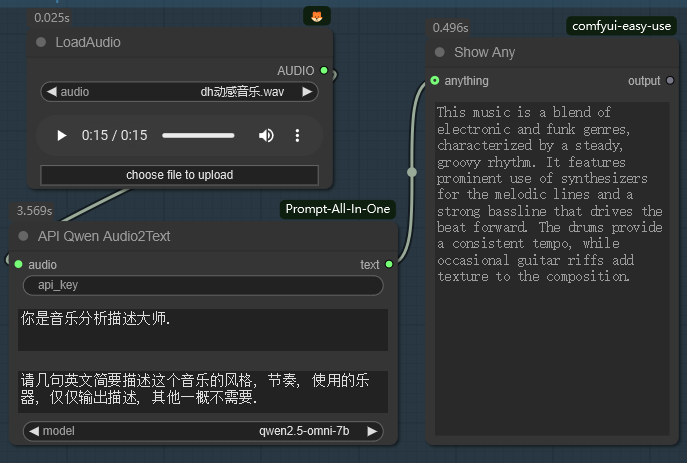 0.025s
LoadAudio
AUDIO
audio dh动感音乐.wav
0:15 / 0:15
choose file to upload
3.569s
Prompt-All-In-One
API Qwen Audio2Text
audio text
api_key
你是音乐分析描述大师.
请几句英文简要描述这个音乐的风格, 节奏, 使用的乐
器, 仅仅输出描述, 其他一概不需要.
model qwen2.5-omni-7b
0.496s
comfyui-easy-use
Show Any
anything output
This music is a blend of
electronic and funk genres,
characterized by a steady,
groovy rhythm. It features
prominent use of synthesizers
for the melodic lines and a
strong bassline that drives the
beat forward. The drums provide
a consistent tempo, while
occasional guitar riffs add
texture to the composition.